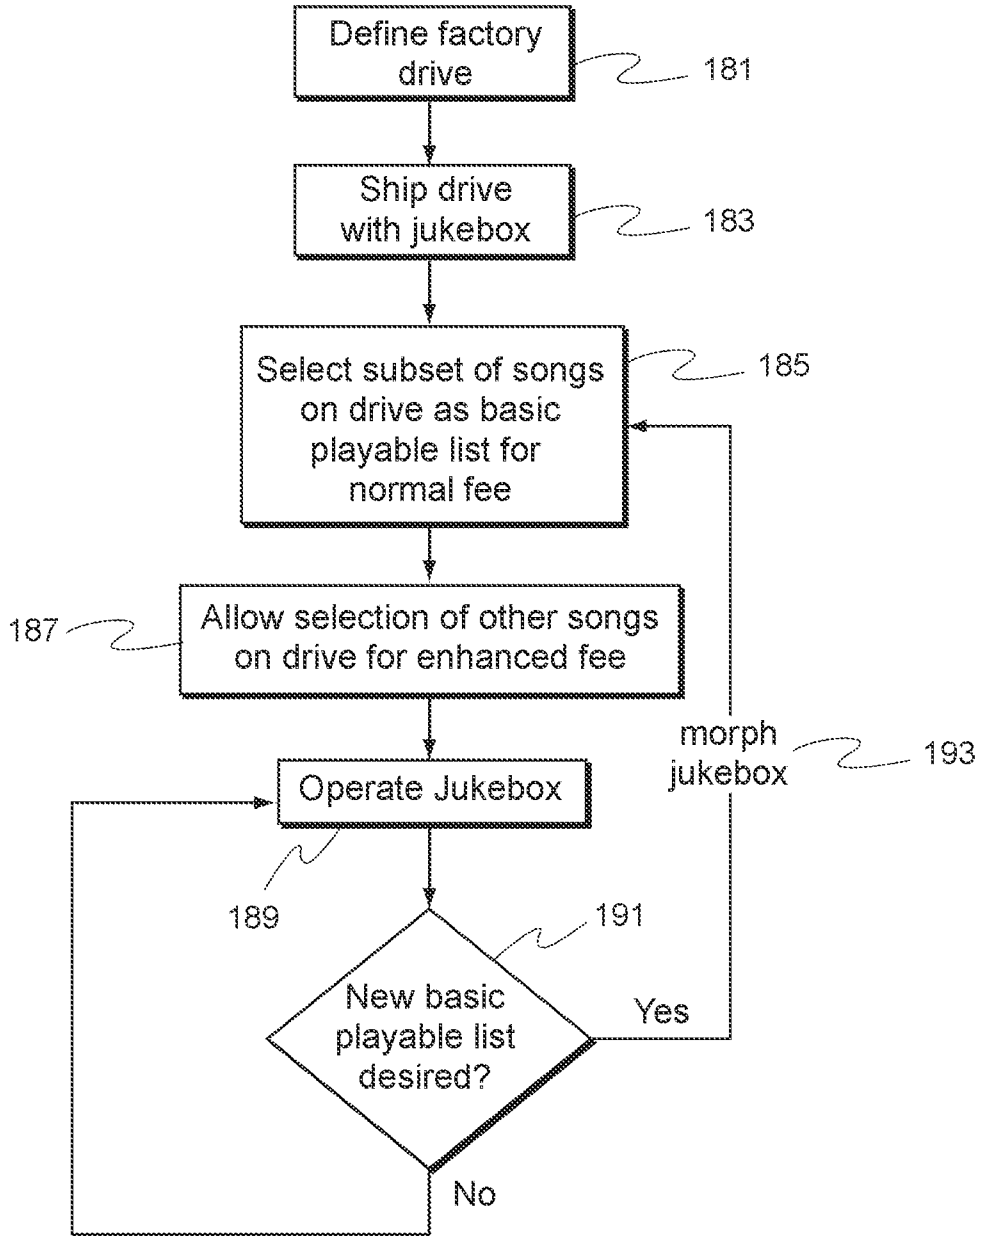 Define factory
drive
181
Ship drive
with jukebox
183
Select subset of songs
on drive as basic
playable list for
normal fee
185
187
Allow selection of other songs
on drive for enhanced fee
morph
jukebox
193
Operate Jukebox
189
191
New basic
playable list
desired?
Yes
No